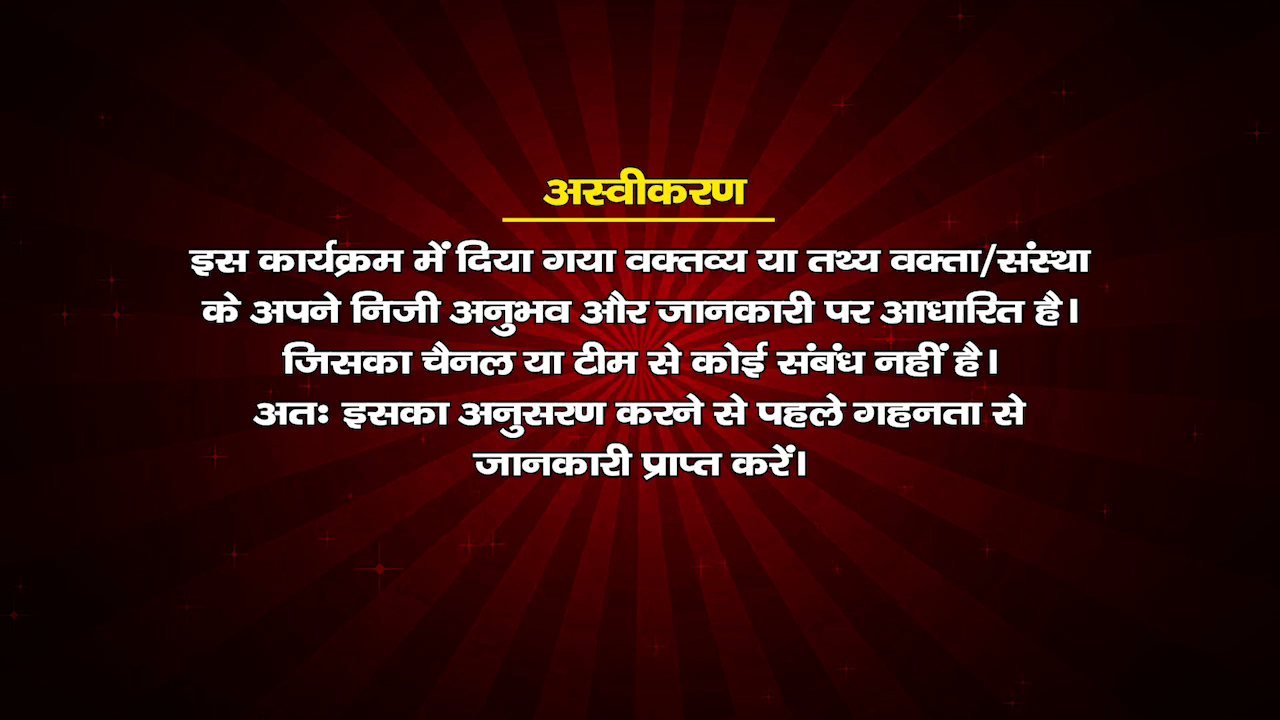 अस्वीकरण
इस कार्यक्रम में दिया गया वक्तव्य या तथ्य वक्ता/संस्था
के अपने निजी अनुभव और जानकारी पर आधारित है।
जिसका चैनल या टीम से कोई संबंध नहीं है।
अतः इसका अनुसरण करने से पहले गहनता से
जानकारी प्राप्त करें।